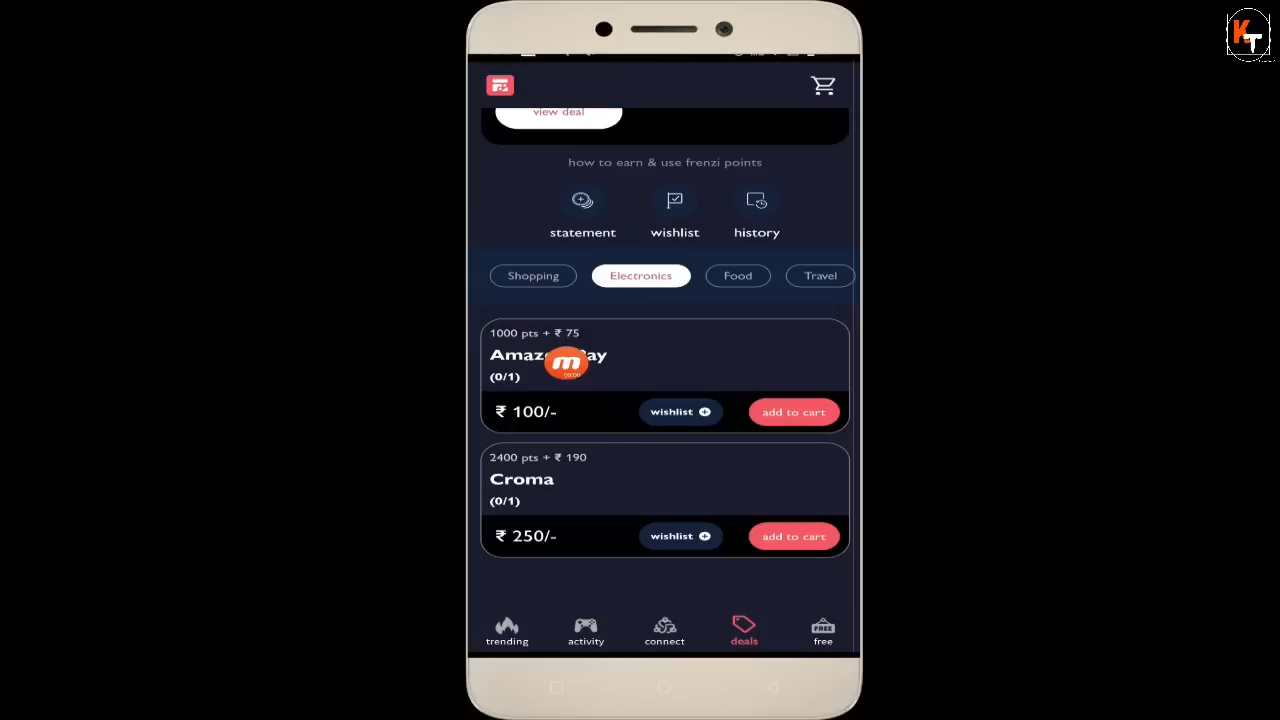 KT
view deal
how to earn & use frenzi points
statement wishlist history
Shopping Electronics Food Travel
1000 pts + ₹ 75
(0/1)
₹ 100/- wishlist add to cart
2400 pts + ₹ 190
Croma
(0/1)
₹ 250/- wishlist add to cart
trending activity connect deals free